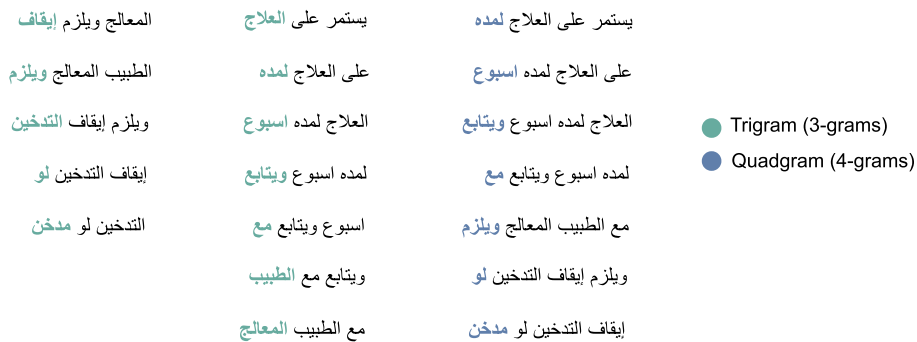 يستمر على العلاج لمده
على العلاج لمده اسبوع
العلاج لمده اسبوع ويتابع
لمده اسبوع ويتابع مع
مع الطبيب المعالج ويلزم
ويلزم إيقاف التدخين لو
إيقاف التدخين لو مدخن
يستمر على العلاج
على العلاج لمده
العلاج لمده اسبوع
لمده اسبوع ويتابع
اسبوع ويتابع مع
ويتابع مع الطبيب
مع الطبيب المعالج
المعالج ويلزم إيقاف
الطبيب المعالج ويلزم
ويلزم إيقاف التدخين
إيقاف التدخين لو
التدخين لو مدخن
Trigram (3-grams)
Quadgram (4-grams)